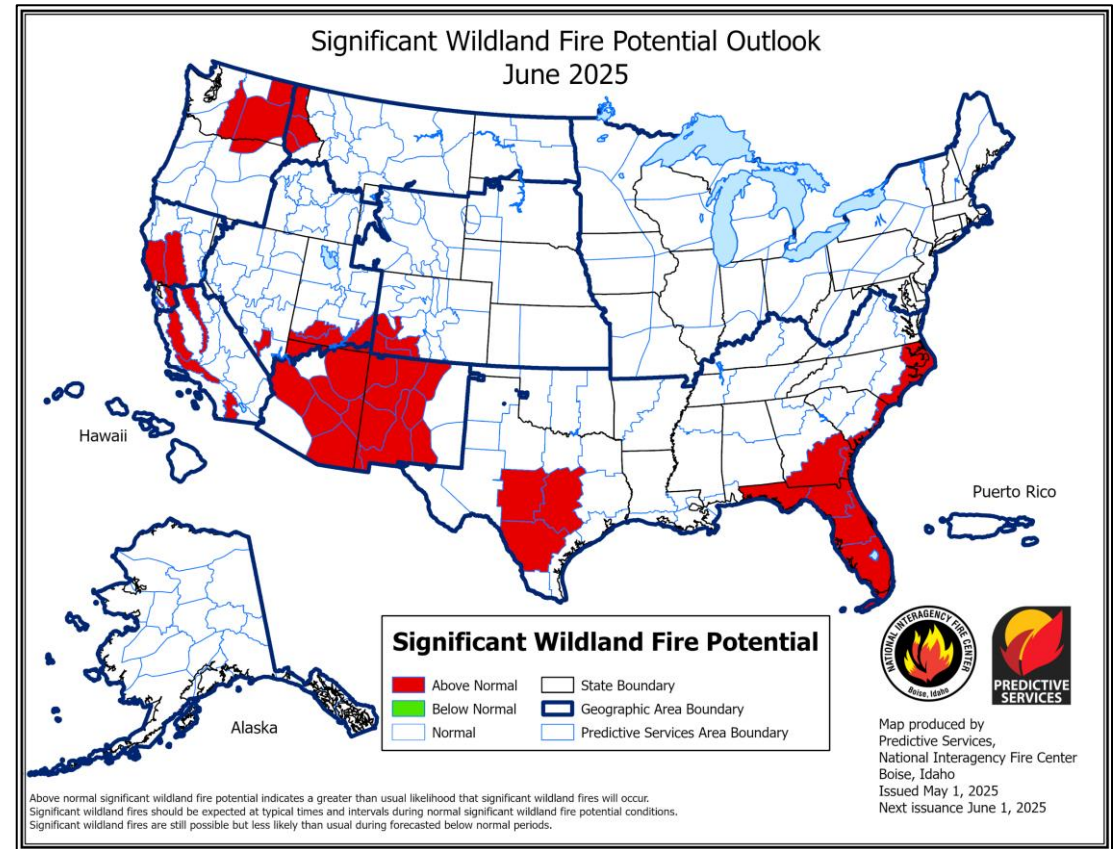 Significant Wildland Fire Potential Outlook
June 2025
Hawaii
Puerto Rico
Alaska
Significant Wildland Fire Potential
Above Normal
State Boundary
Below Normal
Geographic Area Boundary
Normal
Predictive Services Area Boundary
NATIONAL INTERAGENCY FIRE CENTER
Boise, Idaho
PREDICTIVE
SERVICES
Map produced by
Predictive Services,
National Interagency Fire Center
Boise, Idaho
Issued May 1, 2025
Next issuance June 1, 2025
Above normal significant wildland fire potential indicates a greater than usual likelihood that significant wildland fires will occur.
Significant wildland fires should be expected at typical times and intervals during normal significant wildland fire potential conditions.
Significant wildland fires are still possible but less likely than usual during forecasted below normal periods.